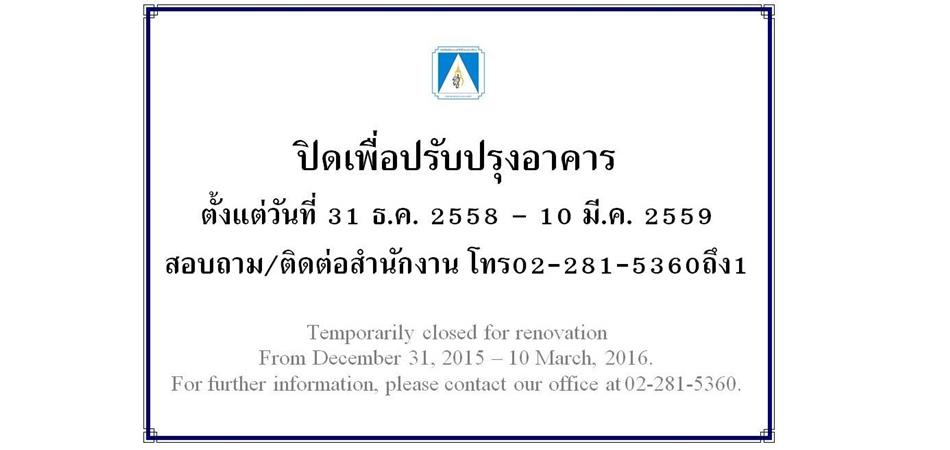 ปิดเพื่อปรับปรุงอาคาร
ตั้งแต่วันที่ 31 ธ.ค. 2558 – 10 มี.ค. 2559
สอบถาม/ติดต่อสำนักงาน โทร02-281-5360ถึง1
Temporarily closed for renovation
From December 31, 2015 – 10 March, 2016.
For further information, please contact our office at 02-281-5360.